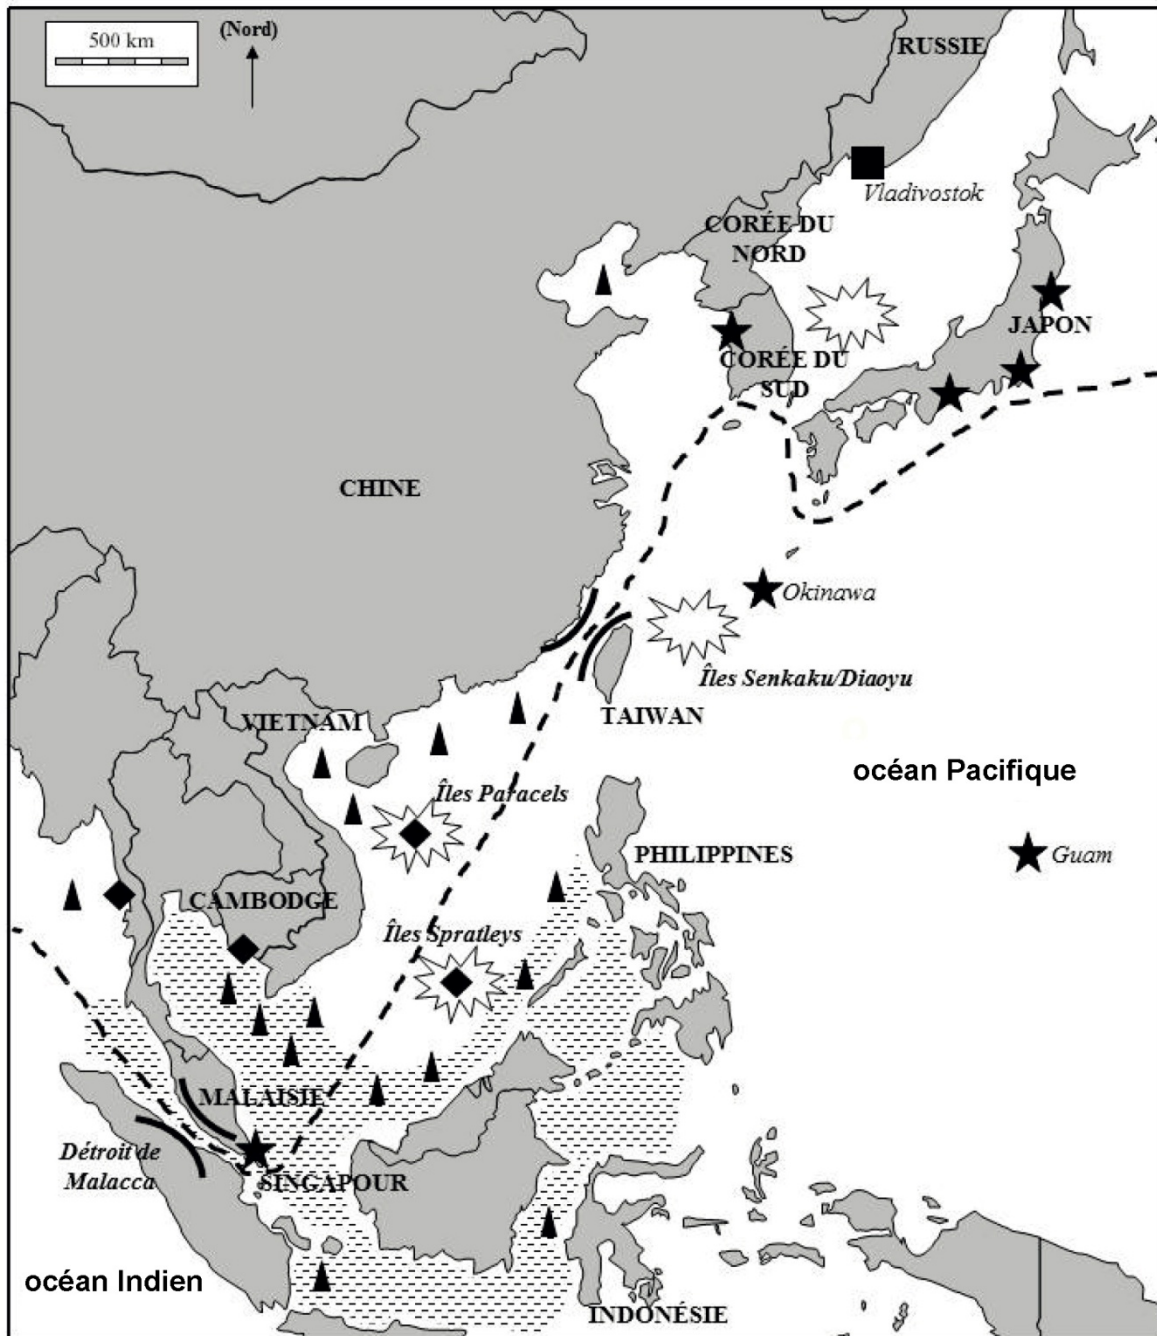 500 km
(Nord)
RUSSIE
Vladivostok
CORÉE DU
NORD
JAPON
CORÉE DU
SUD
CHINE
Okinawa
Îles Senkaku/Diaoyu
TAIWAN
VIETNAM
océan Pacifique
Îles Paracels
PHILIPPINES
Guam
CAMBODGE
Îles Spratleys
MALAISIE
Détroit de
Malacca
SINGAPOUR
océan Indien
INDONÉSIE